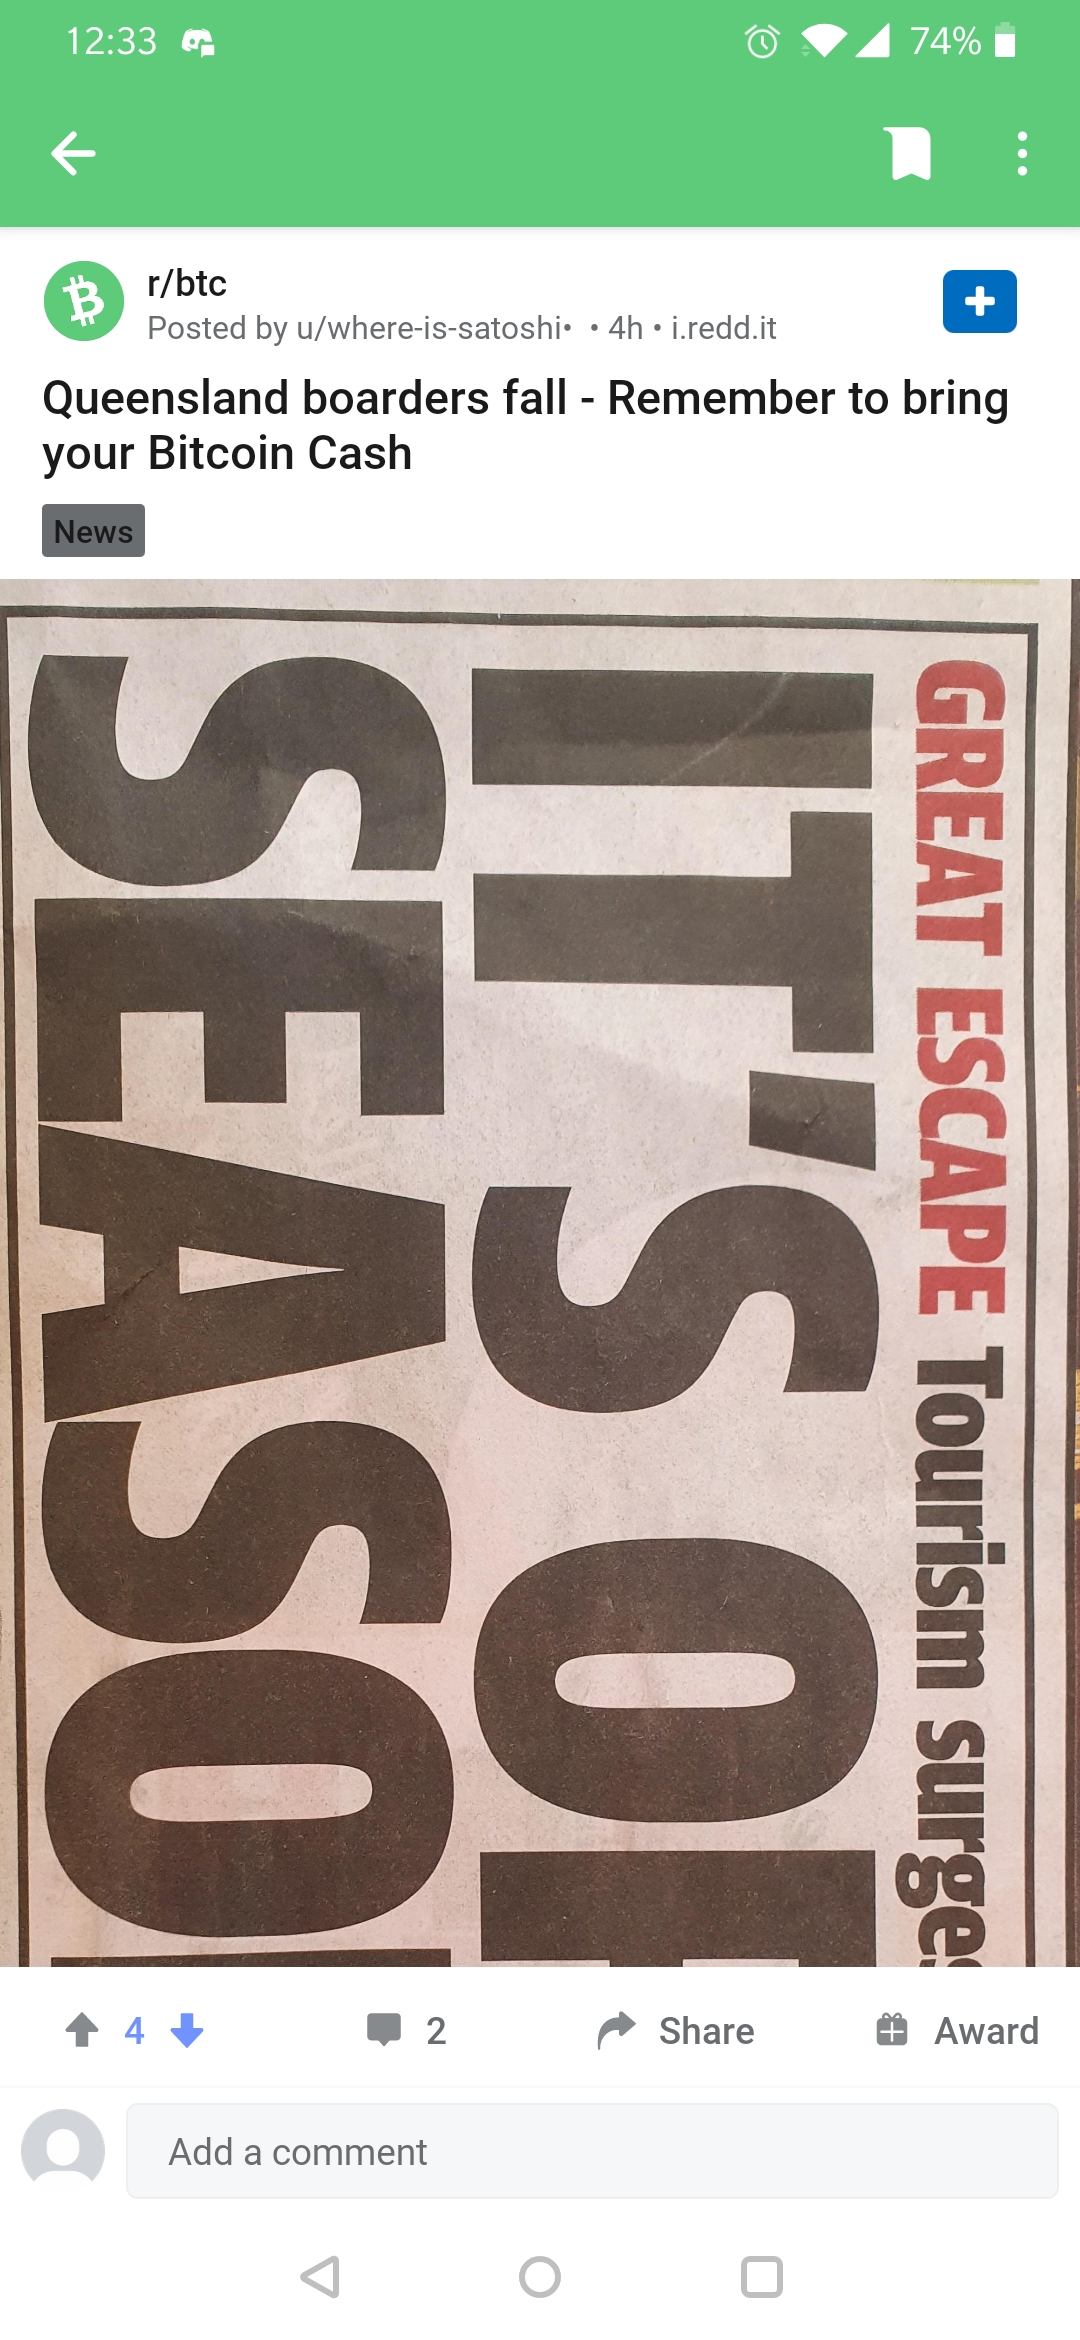 12:33
74%
r/btc
Posted by u/where-is-satoshi• • 4h • i.redd.it
Queensland boarders fall - Remember to bring
your Bitcoin Cash
News
GREAT ESCAPE Tourism surge
IT'S O
SEASO
4
2
Share
Award
Add a comment